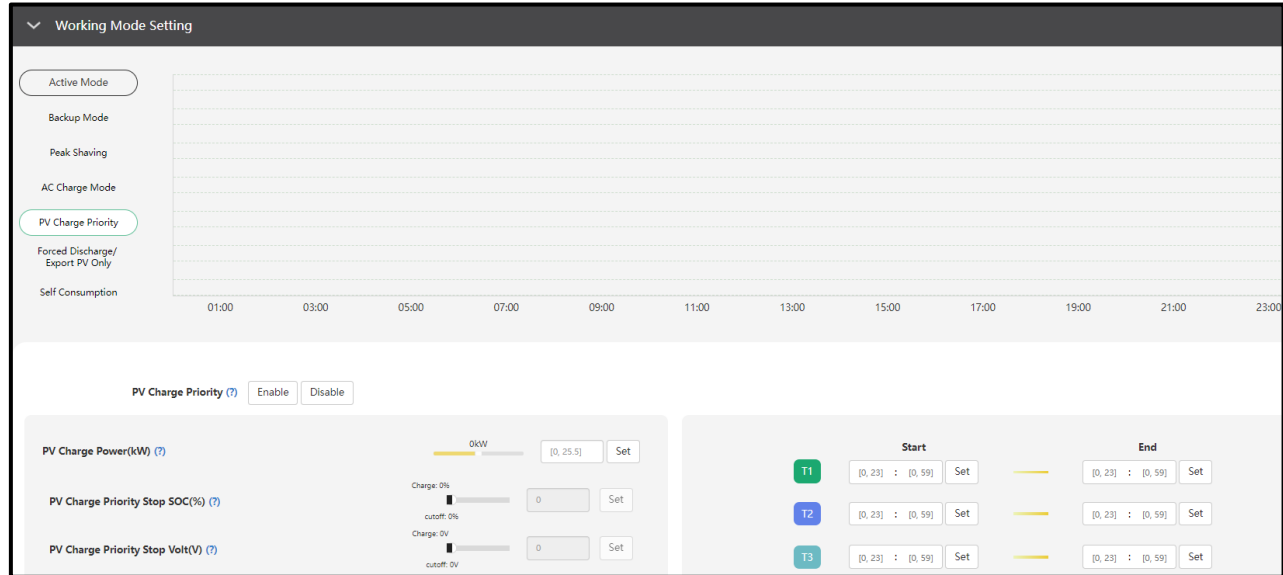 Working Mode Setting
Active Mode
Backup Mode
Peak Shaving
AC Charge Mode
PV Charge Priority
Forced Discharge/
Export PV Only
Self Consumption
01:00 03:00 05:00 07:00 09:00 11:00 13:00 15:00 17:00 19:00 21:00 23:00
PV Charge Priority (?) Enable Disable
PV Charge Power(kW) (?) 0kW [0, 25.5] Set
PV Charge Priority Stop SOC(%) (?) Charge: 0% 0 Set
cutoff: 0%
PV Charge Priority Stop Volt(V) (?) Charge: 0V 0 Set
cutoff: 0V
Start End
T1 [0, 23] : [0, 59] Set [0, 23] : [0, 59] Set
T2 [0, 23] : [0, 59] Set [0, 23] : [0, 59] Set
T3 [0, 23] : [0, 59] Set [0, 23] : [0, 59] Set